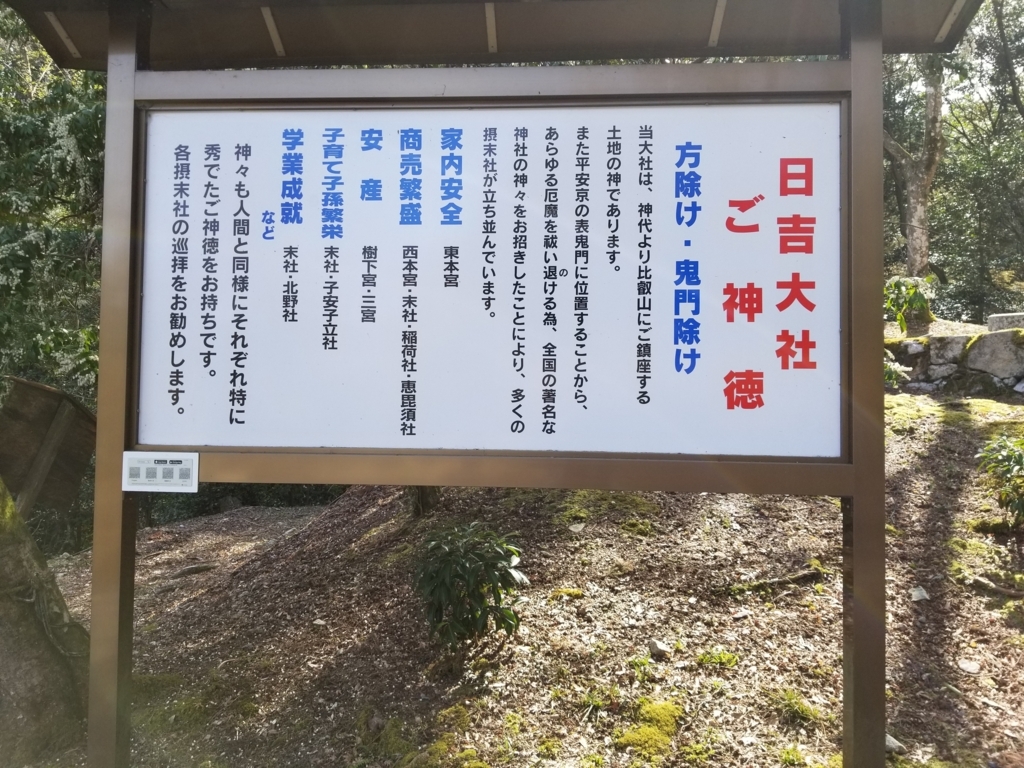 日吉大社
ご神徳
方除け・鬼門除け
当大社は、神代より比叡山にご鎮座する
土地の神であります。
また平安京の表鬼門に位置することから、
あらゆる厄魔を祓い退ける為、全国の著名な
の
神社の神々をお招きしたことにより、多くの
摂末社が立ち並んでいます。
家内安全 東本宮
商売繁盛 西本宮・末社・稲荷社・恵毘須社
安産 樹下宮・三宮
子育て子孫繁栄 末社・子安子立社
学業成就 末社・北野社
など
神々も人間と同様にそれぞれ特に
秀でたご神徳をお持ちです。
各摂末社の巡拝をお勧めします。